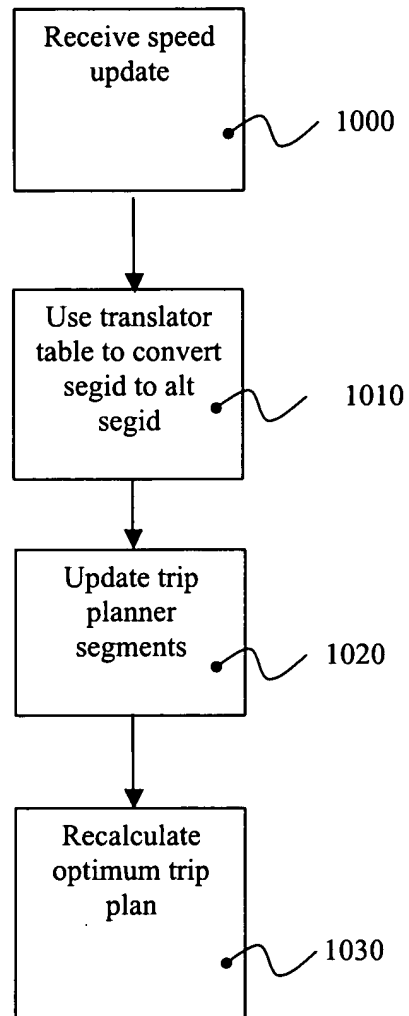 Receive speed
update
1000
Use translator
table to convert
segid to alt
segid
1010
Update trip
planner
segments
1020
Recalculate
optimum trip
plan
1030